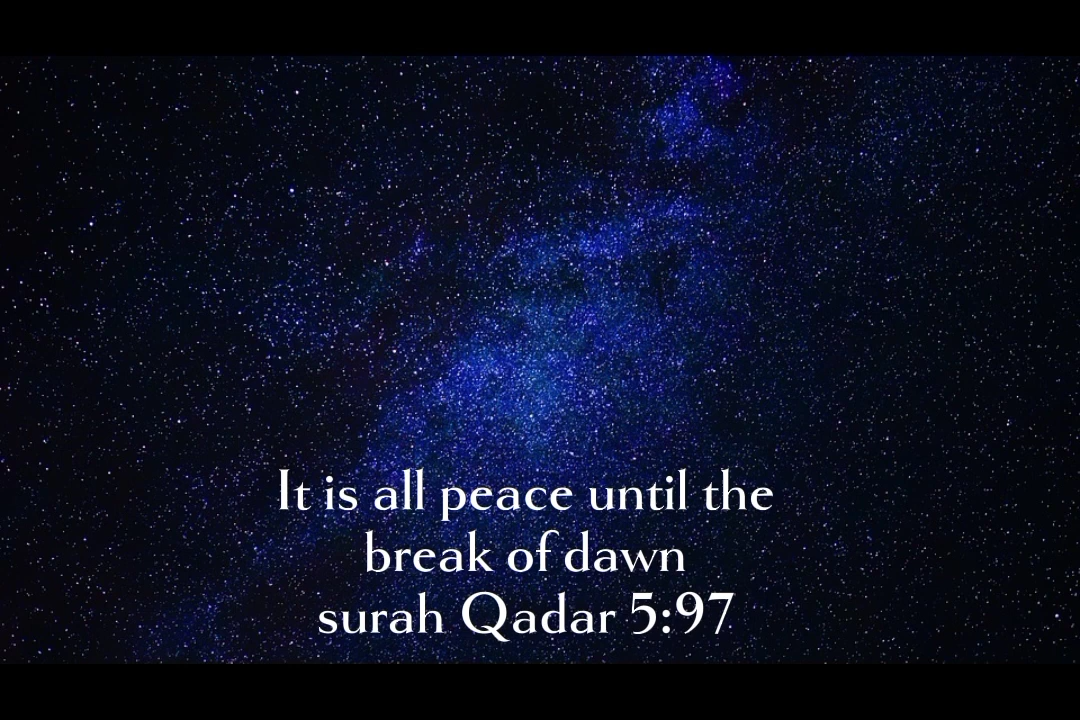 It is all peace until the
break of dawn
surah Qadar 5:97